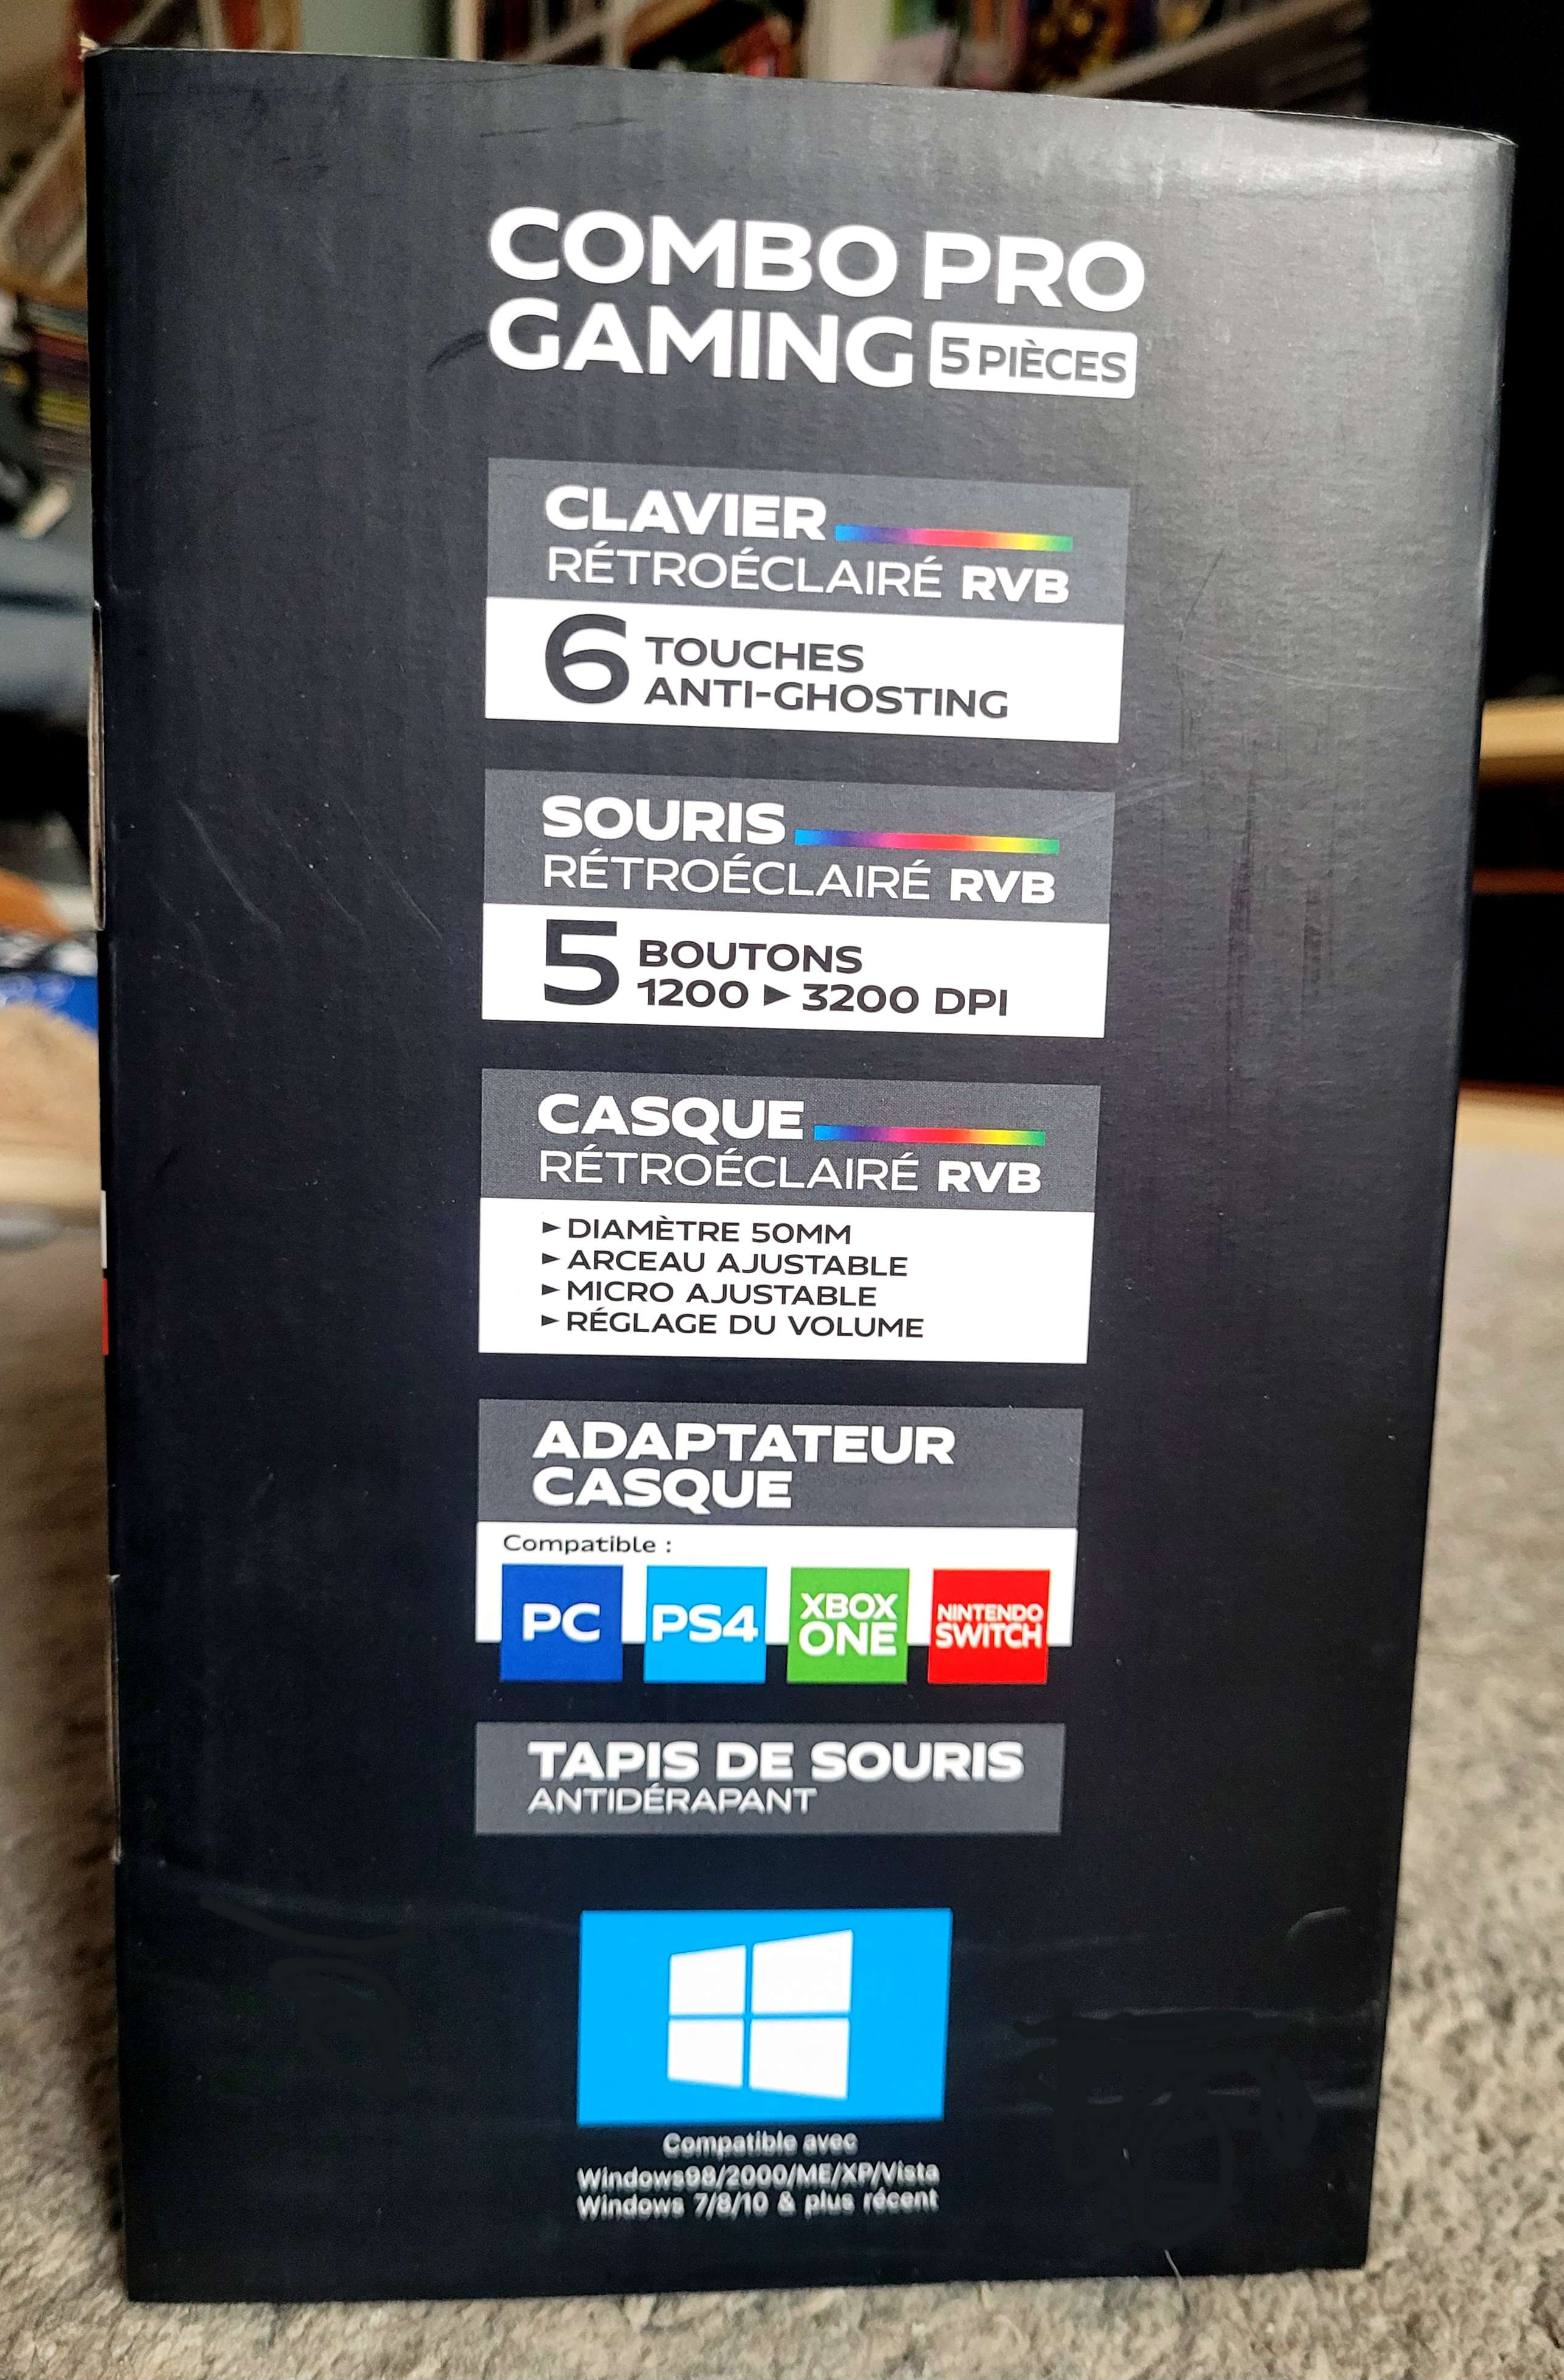 COMBO PRO
GAMING 5 PIÈCES
CLAVIER
RÉTROÉCLAIRÉ RVB
6 TOUCHES
ANTI-GHOSTING
SOURIS
RÉTROÉCLAIRÉ RVB
5 BOUTONS
1200 ► 3200 DPI
CASQUE
RÉTROÉCLAIRÉ RVB
► DIAMÈTRE 50MM
► ARCEAU AJUSTABLE
► MICRO AJUSTABLE
► RÉGLAGE DU VOLUME
ADAPTATEUR
CASQUE
Compatible :
PC PS4 XBOX ONE NINTENDO SWITCH
TAPIS DE SOURIS
ANTIDÉRAPANT
Compatible avec
Windows98/2000/ME/XP/Vista
Windows 7/8/10 & plus récent